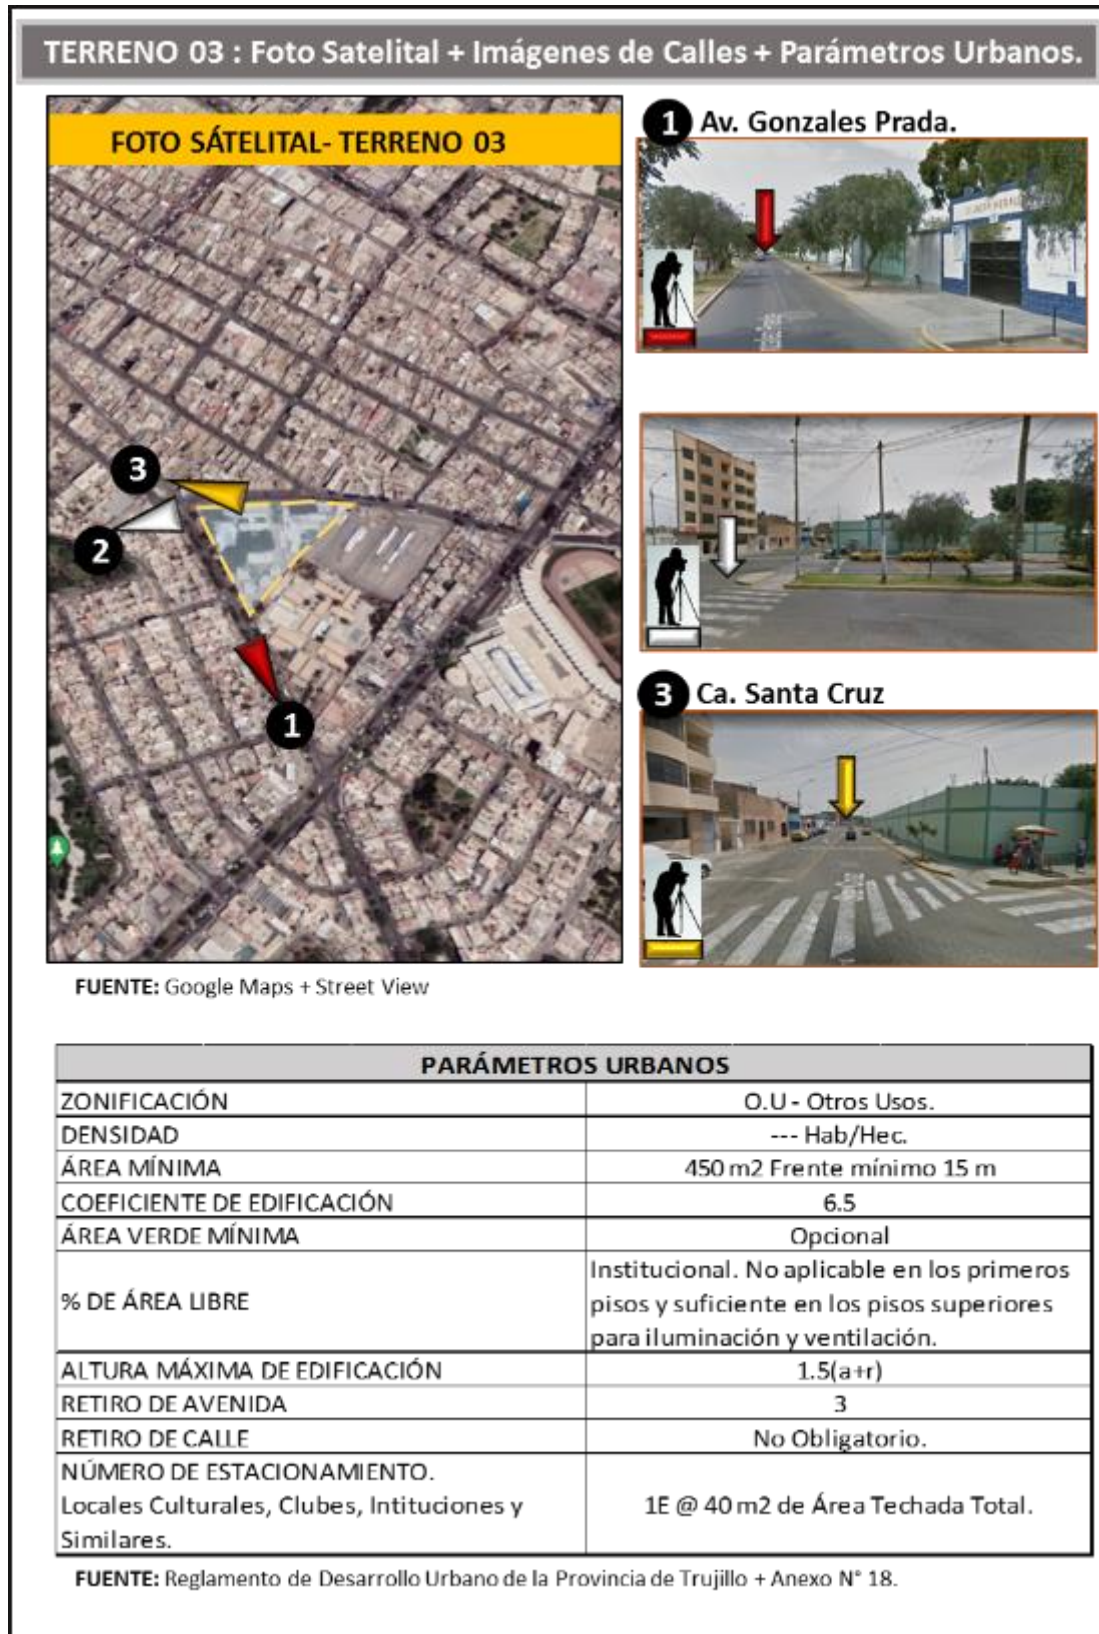 TERRENO 03 : Foto Satelital + Imágenes de Calles + Parámetros Urbanos.
FOTO SÁTELITAL- TERRENO 03
3
2
1
1 Av. Gonzales Prada.
3 Ca. Santa Cruz
FUENTE: Google Maps + Street View
PARÁMETROS URBANOS
ZONIFICACIÓN O.U - Otros Usos.
DENSIDAD --- Hab/Hec.
ÁREA MÍNIMA 450 m2 Frente mínimo 15 m
COEFICIENTE DE EDIFICACIÓN 6.5
ÁREA VERDE MÍNIMA Opcional
% DE ÁREA LIBRE
Institucional. No aplicable en los primeros
pisos y suficiente en los pisos superiores
para iluminación y ventilación.
ALTURA MÁXIMA DE EDIFICACIÓN 1.5(a+r)
RETIRO DE AVENIDA 3
RETIRO DE CALLE No Obligatorio.
NÚMERO DE ESTACIONAMIENTO.
Locales Culturales, Clubes, Intituciones y
Similares.
1E @ 40 m2 de Área Techada Total.
FUENTE: Reglamento de Desarrollo Urbano de la Provincia de Trujillo + Anexo N° 18.